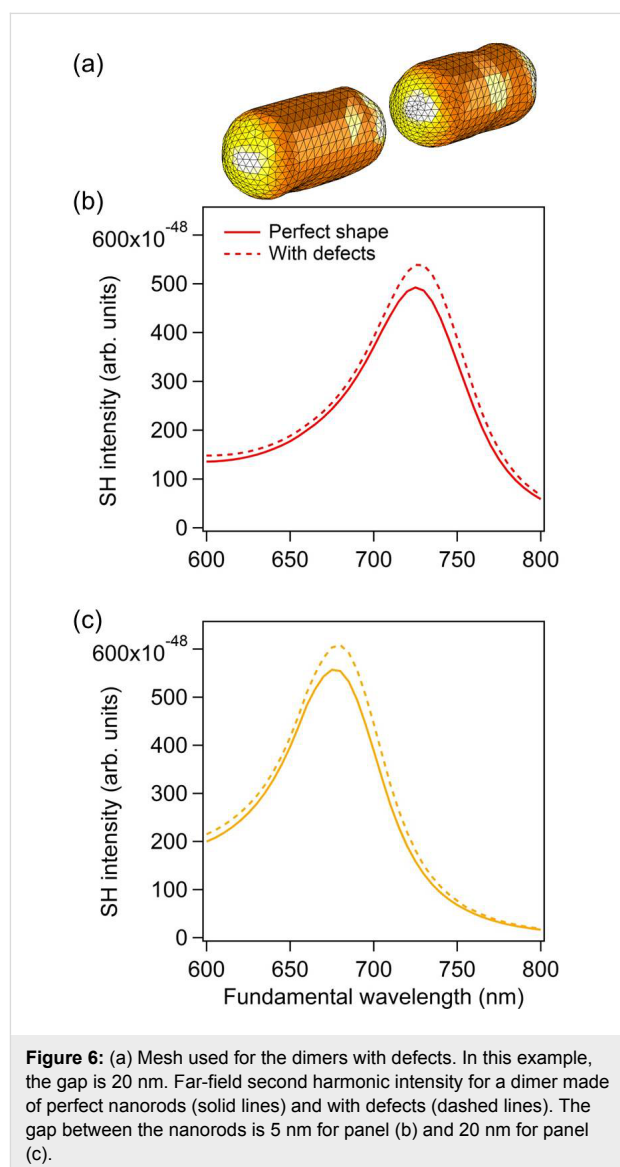 (a)
(b)
600x10-48
Perfect shape
With defects
500
400
300
200
100
0
SH intensity (arb. units)
600 650 700 750 800
(c)
600x10-48
500
400
300
200
100
0
SH intensity (arb. units)
600 650 700 750 800
Fundamental wavelength (nm)
Figure 6: (a) Mesh used for the dimers with defects. In this example,
the gap is 20 nm. Far-field second harmonic intensity for a dimer made
of perfect nanorods (solid lines) and with defects (dashed lines). The
gap between the nanorods is 5 nm for panel (b) and 20 nm for panel
(c).